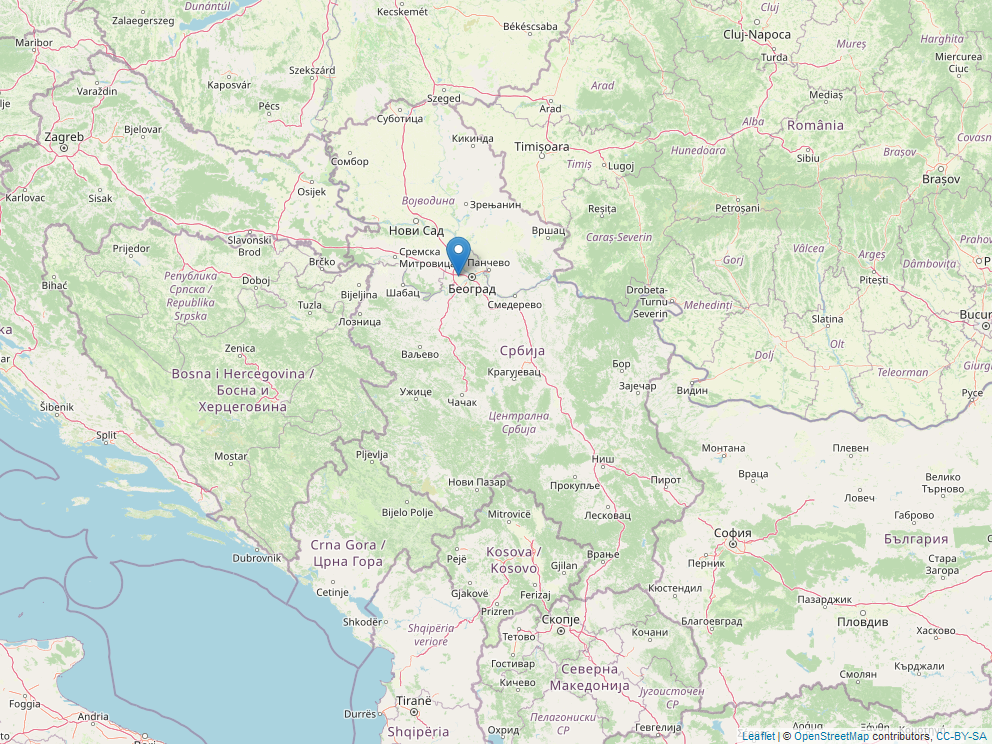 Dunántúl
Kecskemét
Zalaegerszeg
Békéscsaba
Cluj
Cluj-Napoca
Maribor
Mureș
Harghita
Turda
Miercurea
Ciuc
Szekszárd
Kaposvár
Arad
Varaždin
Mediaș
Szeged
Pécs
Arad
Суботица
Alba
România
Zagreb
Bjelovar
Кикинда
Timișoara
Covasna
Hunedoara
Brașov
Сомбор
Timiș
Lugoj
Sibiu
Brașov
Osijek
Karlovac
Sisak
Војводина
Зрењанин
Reșița
Petroșani
Нови Сад
Вршац
Caraș-Severin
Slavonski
Brod
Prijedor
Сремска
Митровица
Vâlcea
Argeș
Gorj
Dâmbovița
Brčko
Панчево
Република
Српска /
Republika
Srpska
Bihać
Doboj
Bijeljina
Шабац
Београд
Pitești
Drobeta-
Turnu
Severin
Смедерево
Mehedinți
Tuzla
Лозница
Slatina
Olt
Zenica
Ваљево
Србија
Dolj
Bosna i Hercegovina /
Босна и
Херцеговина
Крагујевац
Бор
Teleorman
Зајечар
Видин
Ужице
Чачак
Русе
Šibenik
Централна
Србија
Split
Mostar
Pljevlja
Монтана
Плевен
Ниш
Враца
Нови Пазар
Прокупље
Пирот
Велико
Търново
Ловеч
Bijelo Polje
Mitrovicë
Лесковац
Габрово
София
България
Crna Gora /
Црна Гора
Dubrovnik
Pejë
Kosova /
Kosovo
Gjilan
Врање
Перник
Стара
Загора
Cetinje
Gjakovë
Ferizaj
Кюстендил
Пазарджик
Prizren
Shkodër
Скопје
Благоевград
Пловдив
Shqipëria
veriore
Тетово
Кочани
Хасково
Гостивар
Северна
Македонија
Кърджали
Смолян
Кичево
Југоисточен
СР
Foggia
Tiranë
Andria
Durrës
Пелагониски
СР
Shqipëria
Охрид
Гевгелија
Leaflet | © OpenStreetMap contributors, CC-BY-SA